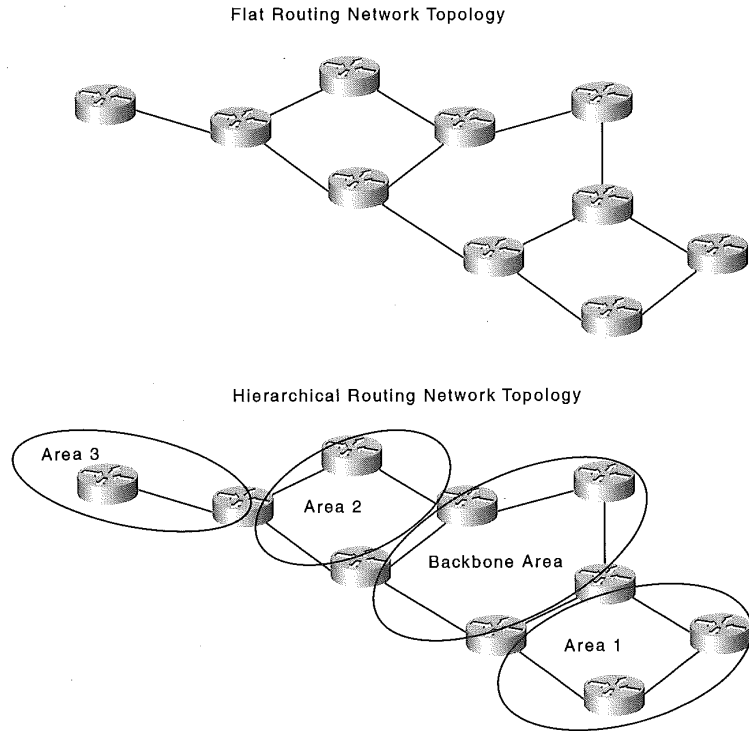 Flat Routing Network Topology
Hierarchical Routing Network Topology
Area 3
Area 2
Backbone Area
Area 1